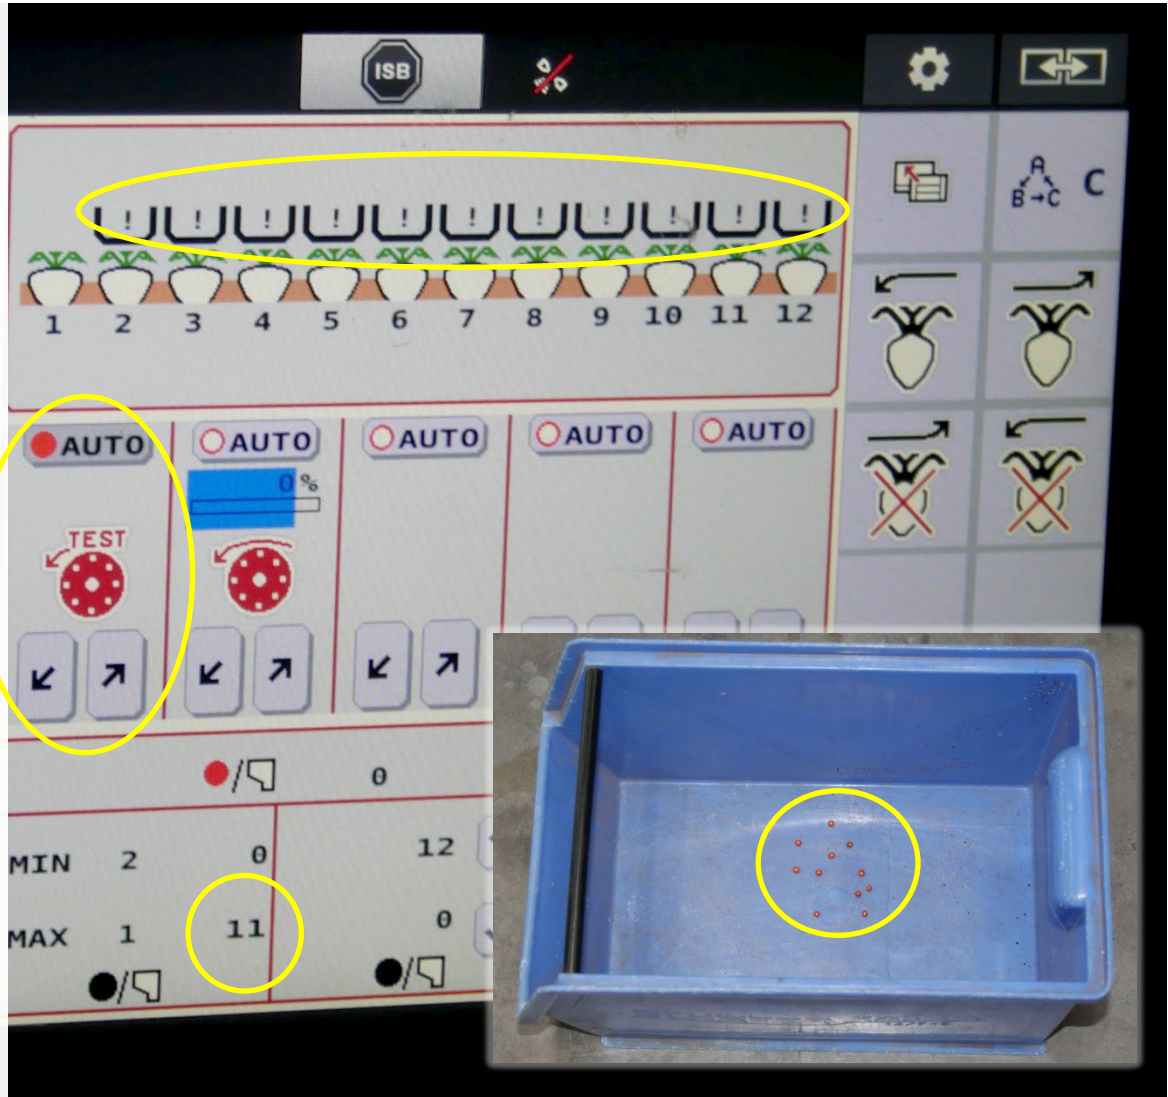 ISB
C
A
B→C
! ! ! ! ! ! ! ! ! ! !
1 2 3 4 5 6 7 8 9 10 11 12
AUTO AUTO AUTO AUTO AUTO
0%
TEST
/ 0
MIN 2 0 12
MAX 1 11 0
/ /